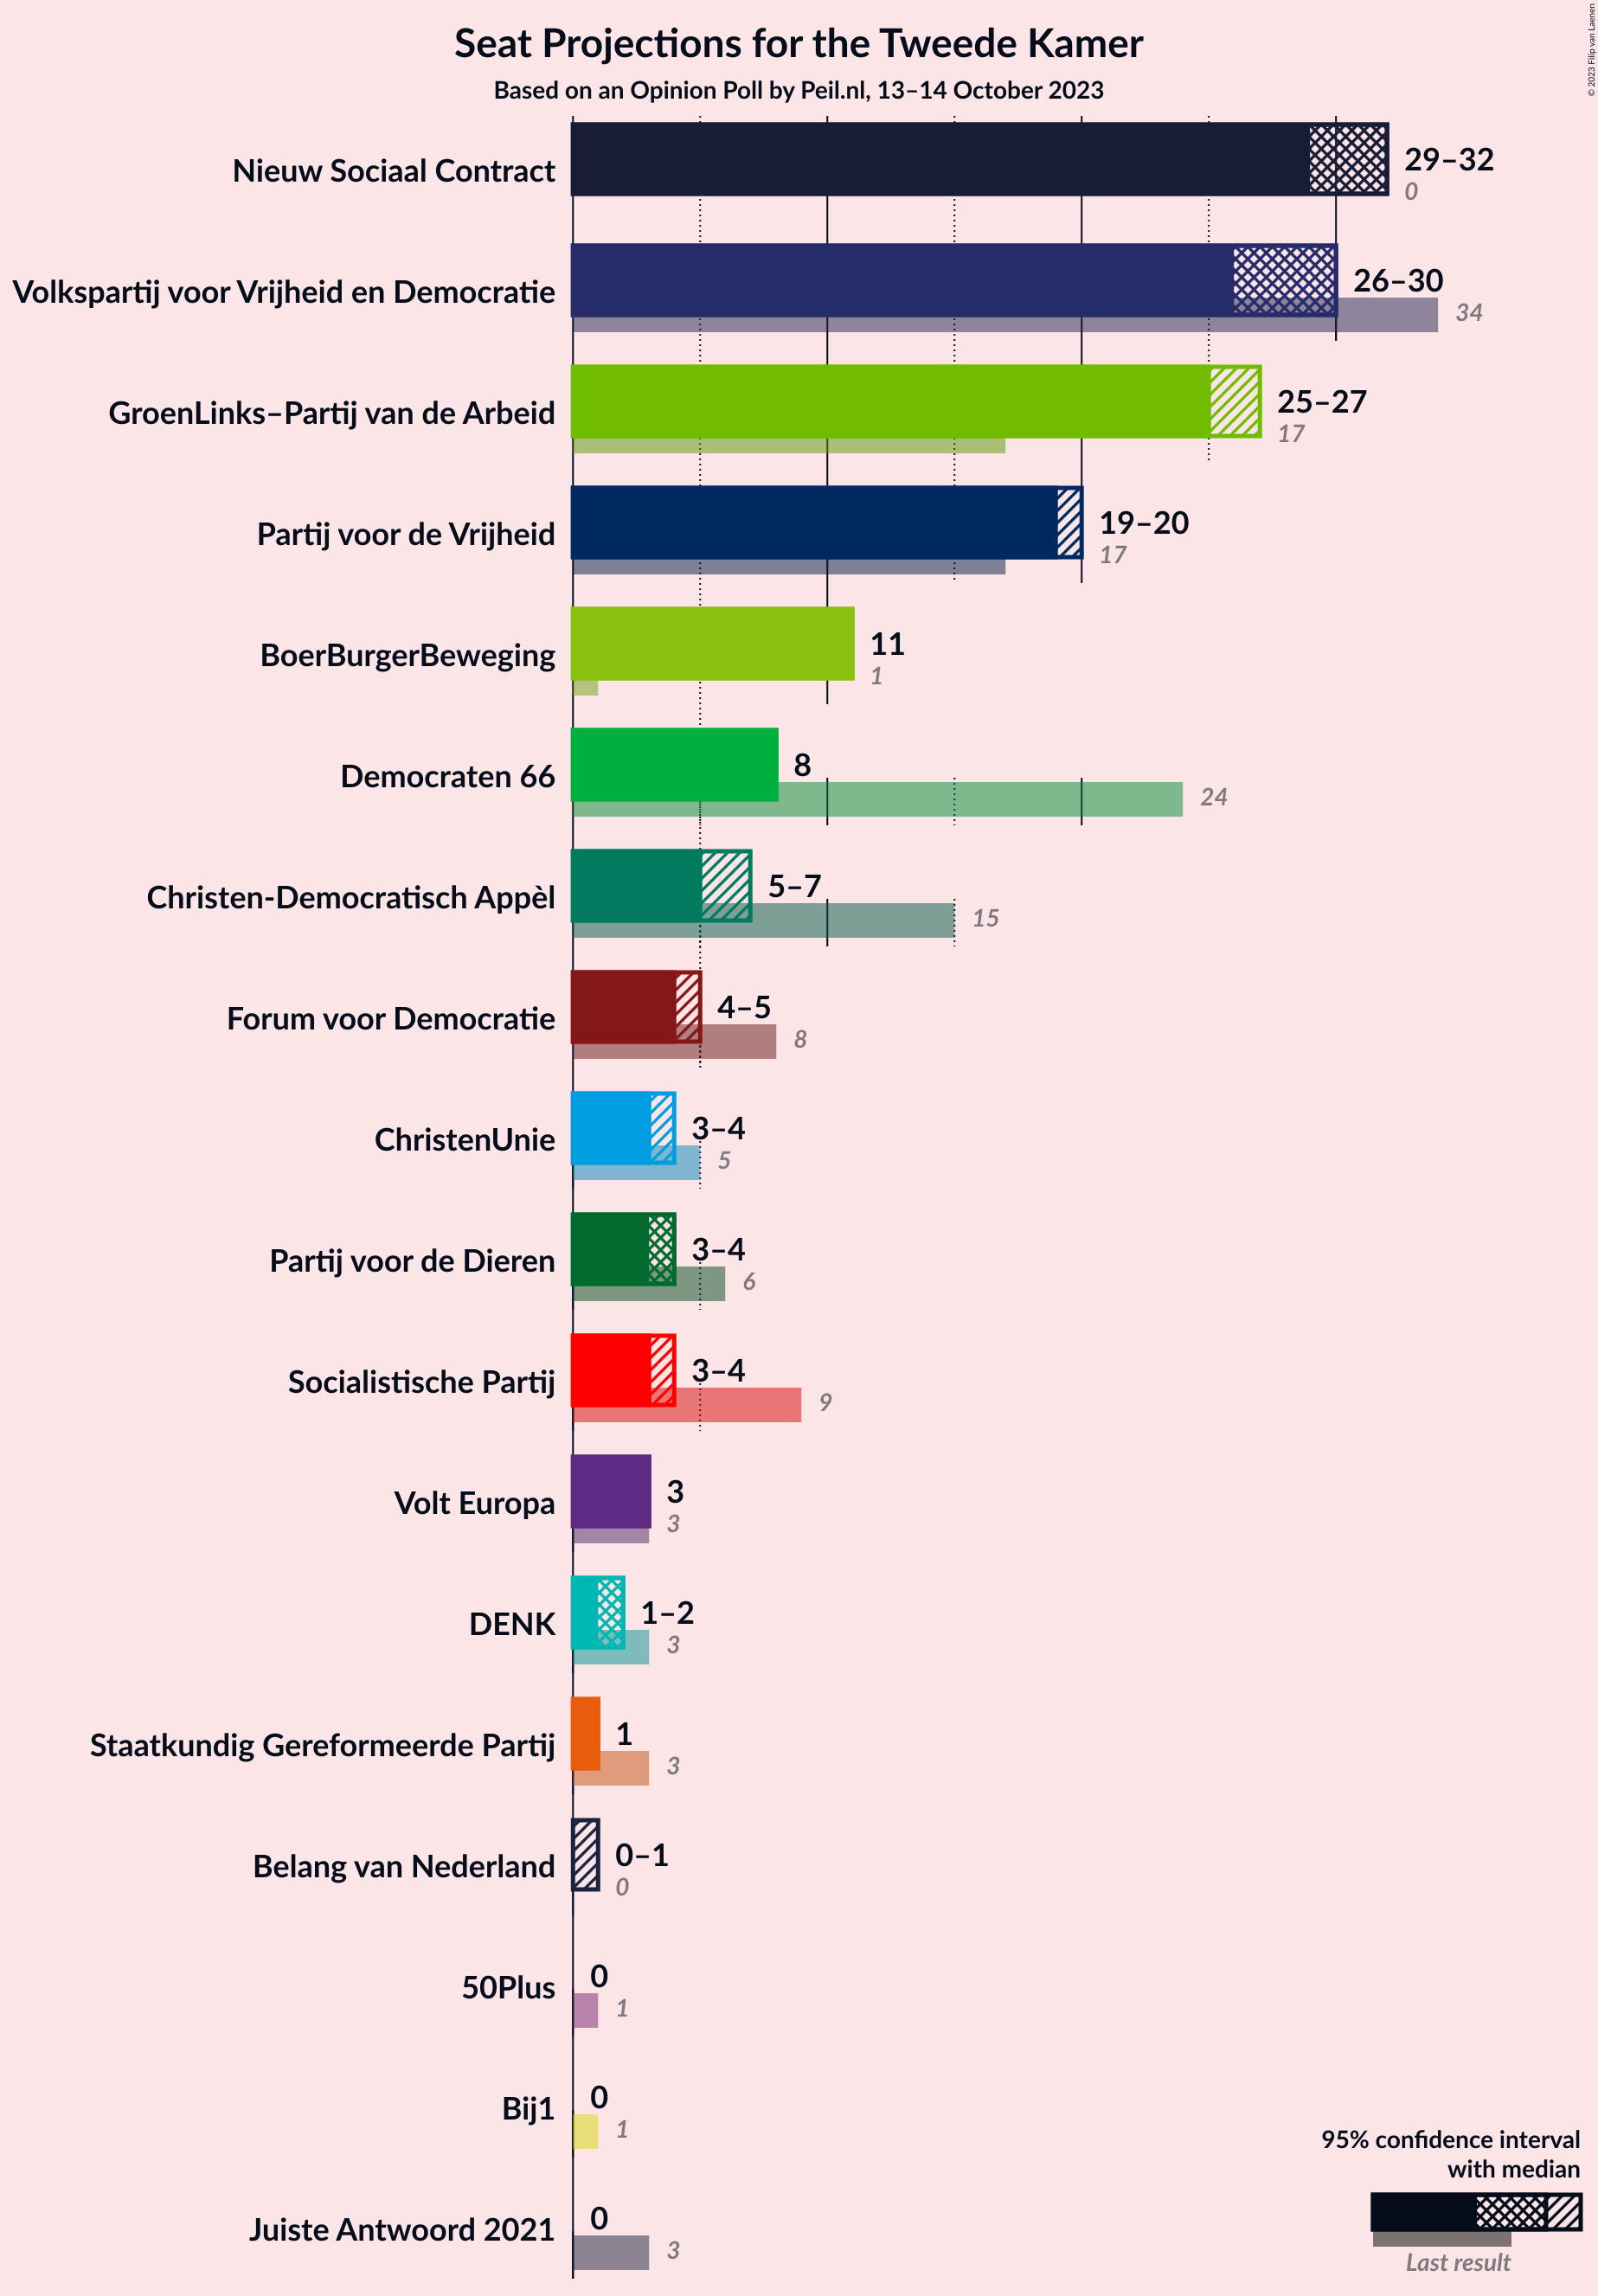 Seat Projections for the Tweede Kamer
Based on an Opinion Poll by Peil.nl, 13–14 October 2023
© 2023 Filip van Laenen
Nieuw Sociaal Contract
29–32
0
Volkspartij voor Vrijheid en Democratie
26–30
34
GroenLinks–Partij van de Arbeid
25–27
17
Partij voor de Vrijheid
19–20
17
BoerBurgerBeweging
11
1
Democraten 66
8
24
Christen-Democratisch Appèl
5–7
15
Forum voor Democratie
4–5
8
ChristenUnie
3–4
5
Partij voor de Dieren
3–4
6
Socialistische Partij
3–4
9
Volt Europa
3
3
DENK
1–2
3
Staatkundig Gereformeerde Partij
1
3
Belang van Nederland
0–1
0
50Plus
0
1
Bij1
0
1
Juiste Antwoord 2021
0
3
95% confidence interval
with median
Last result